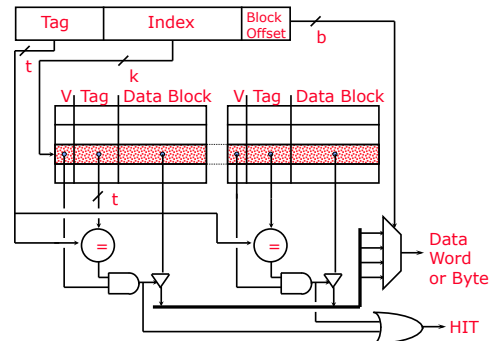 Tag Index Block
Offset
t
k
b
V Tag Data Block V Tag Data Block
t
= =
Data
Word
or Byte
HIT